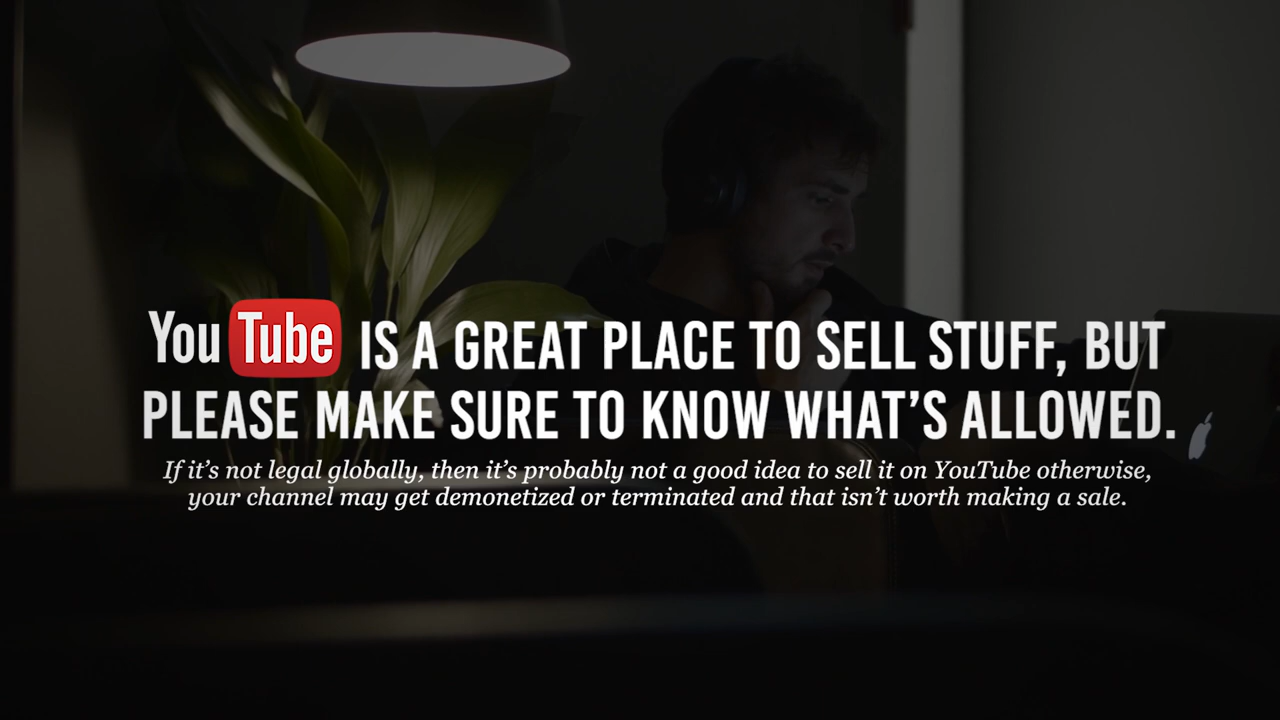 YouTube IS A GREAT PLACE TO SELL STUFF, BUT
PLEASE MAKE SURE TO KNOW WHAT’S ALLOWED.
If it’s not legal globally, then it’s probably not a good idea to sell it on YouTube otherwise,
your channel may get demonetized or terminated and that isn’t worth making a sale.